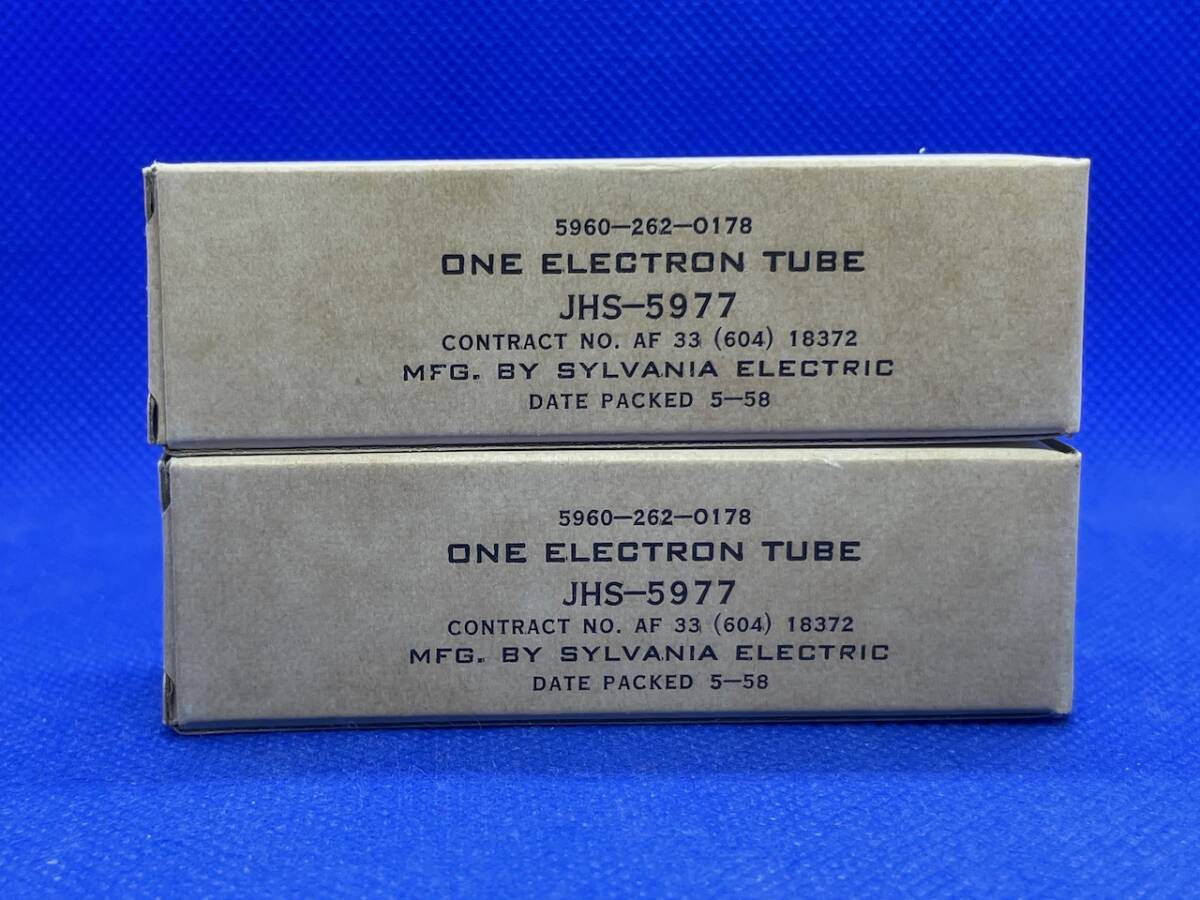 5960-262-0178
ONE ELECTRON TUBE
JHS-5977
CONTRACT NO. AF 33 (604) 18372
MFG. BY SYLVANIA ELECTRIC
DATE PACKED 5-58
5960-262-0178
ONE ELECTRON TUBE
JHS-5977
CONTRACT NO. AF 33 (604) 18372
MFG. BY SYLVANIA ELECTRIC
DATE PACKED 5-58